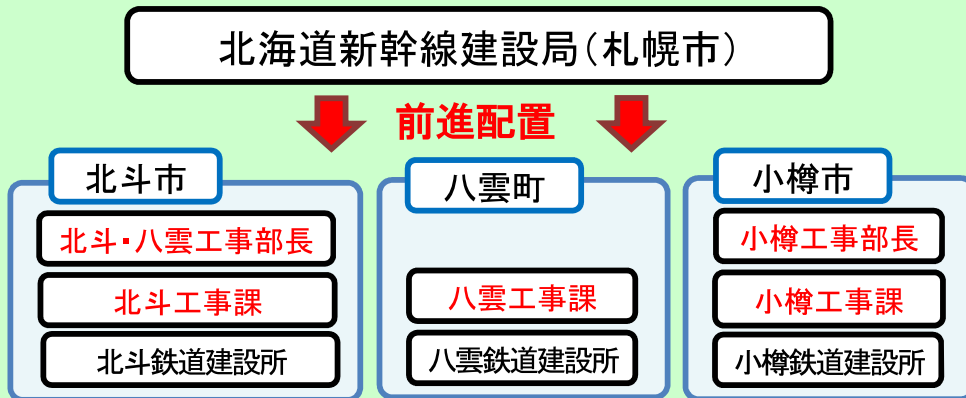 北海道新幹線建設局(札幌市)
前進配置
北斗市
北斗・八雲工事部長
北斗工事課
北斗鉄道建設所
八雲町
八雲工事課
八雲鉄道建設所
小樽市
小樽工事部長
小樽工事課
小樽鉄道建設所